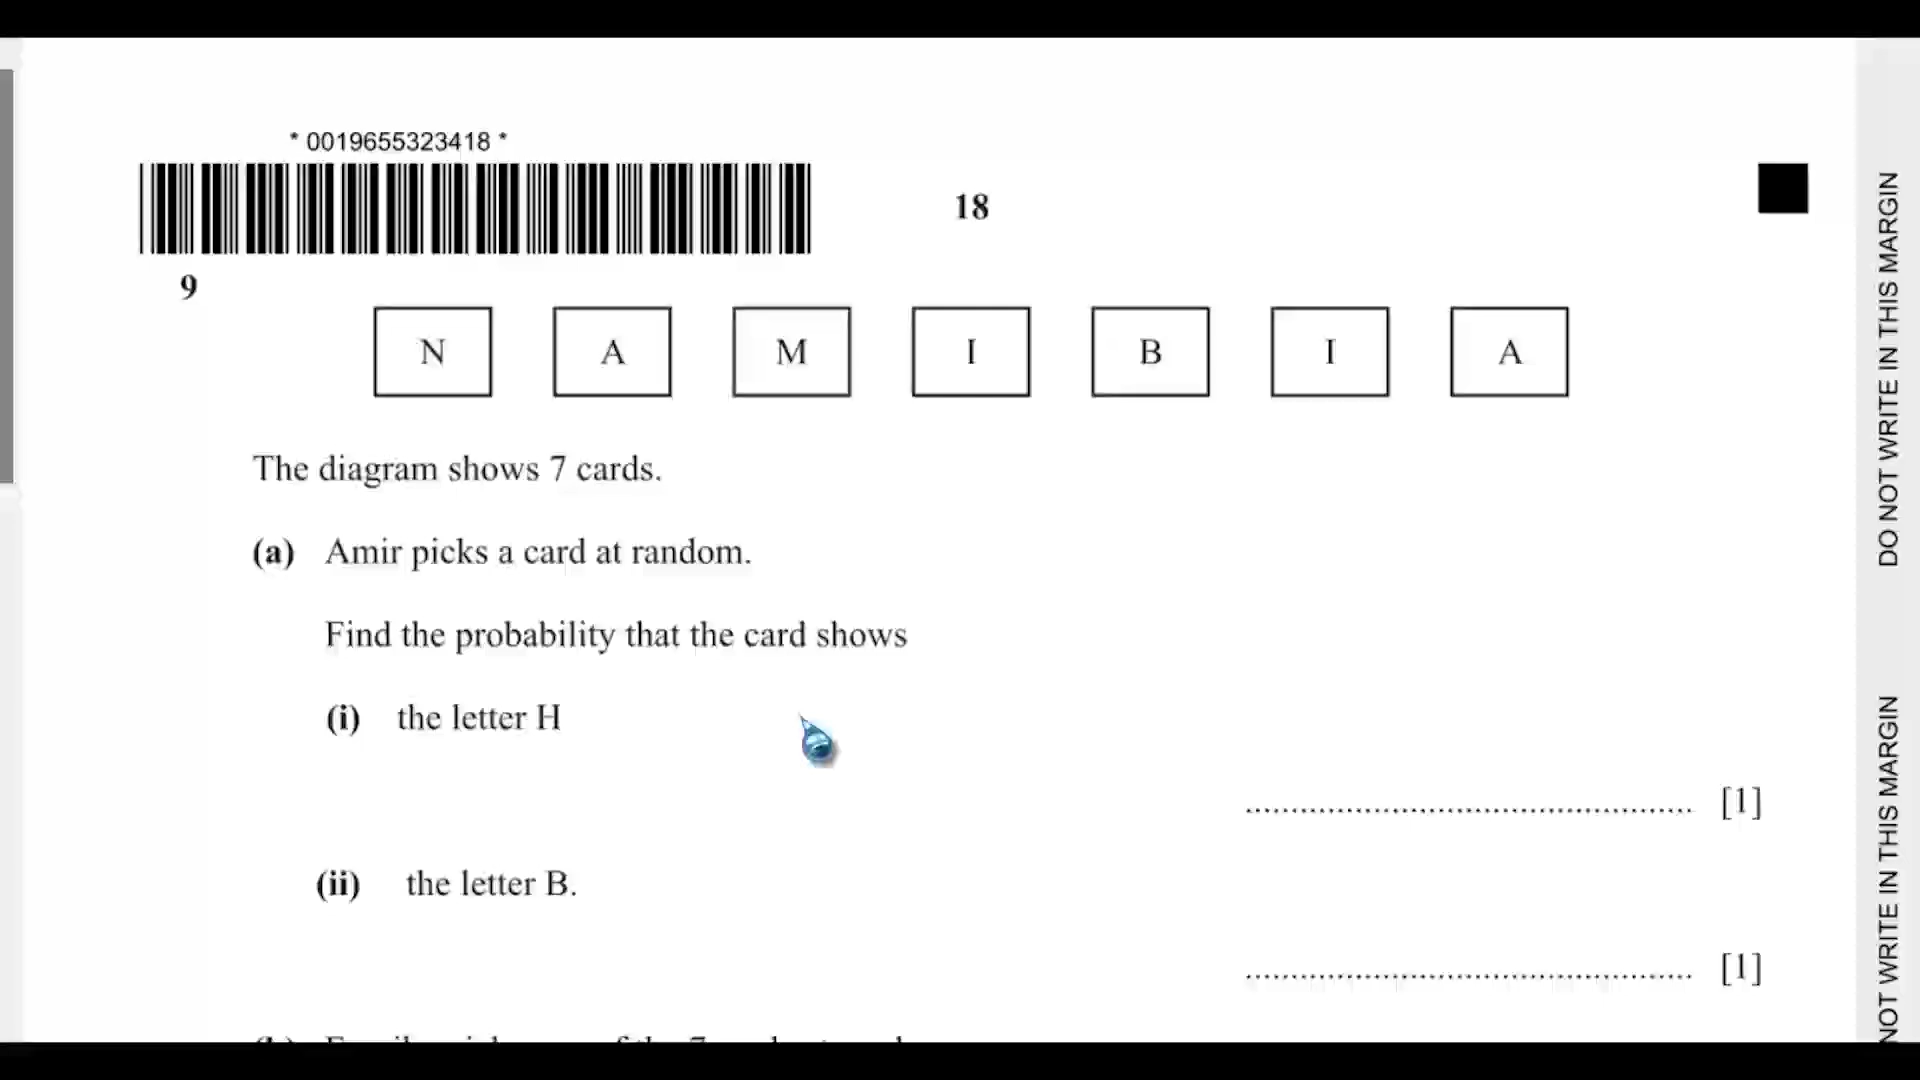 * 0019655323418 *
18
9
N A M I B I A
The diagram shows 7 cards.
(a) Amir picks a card at random.
Find the probability that the card shows
(i) the letter H
[1]
(ii) the letter B.
[1]
DO NOT WRITE IN THIS MARGIN
NOT WRITE IN THIS MARGIN